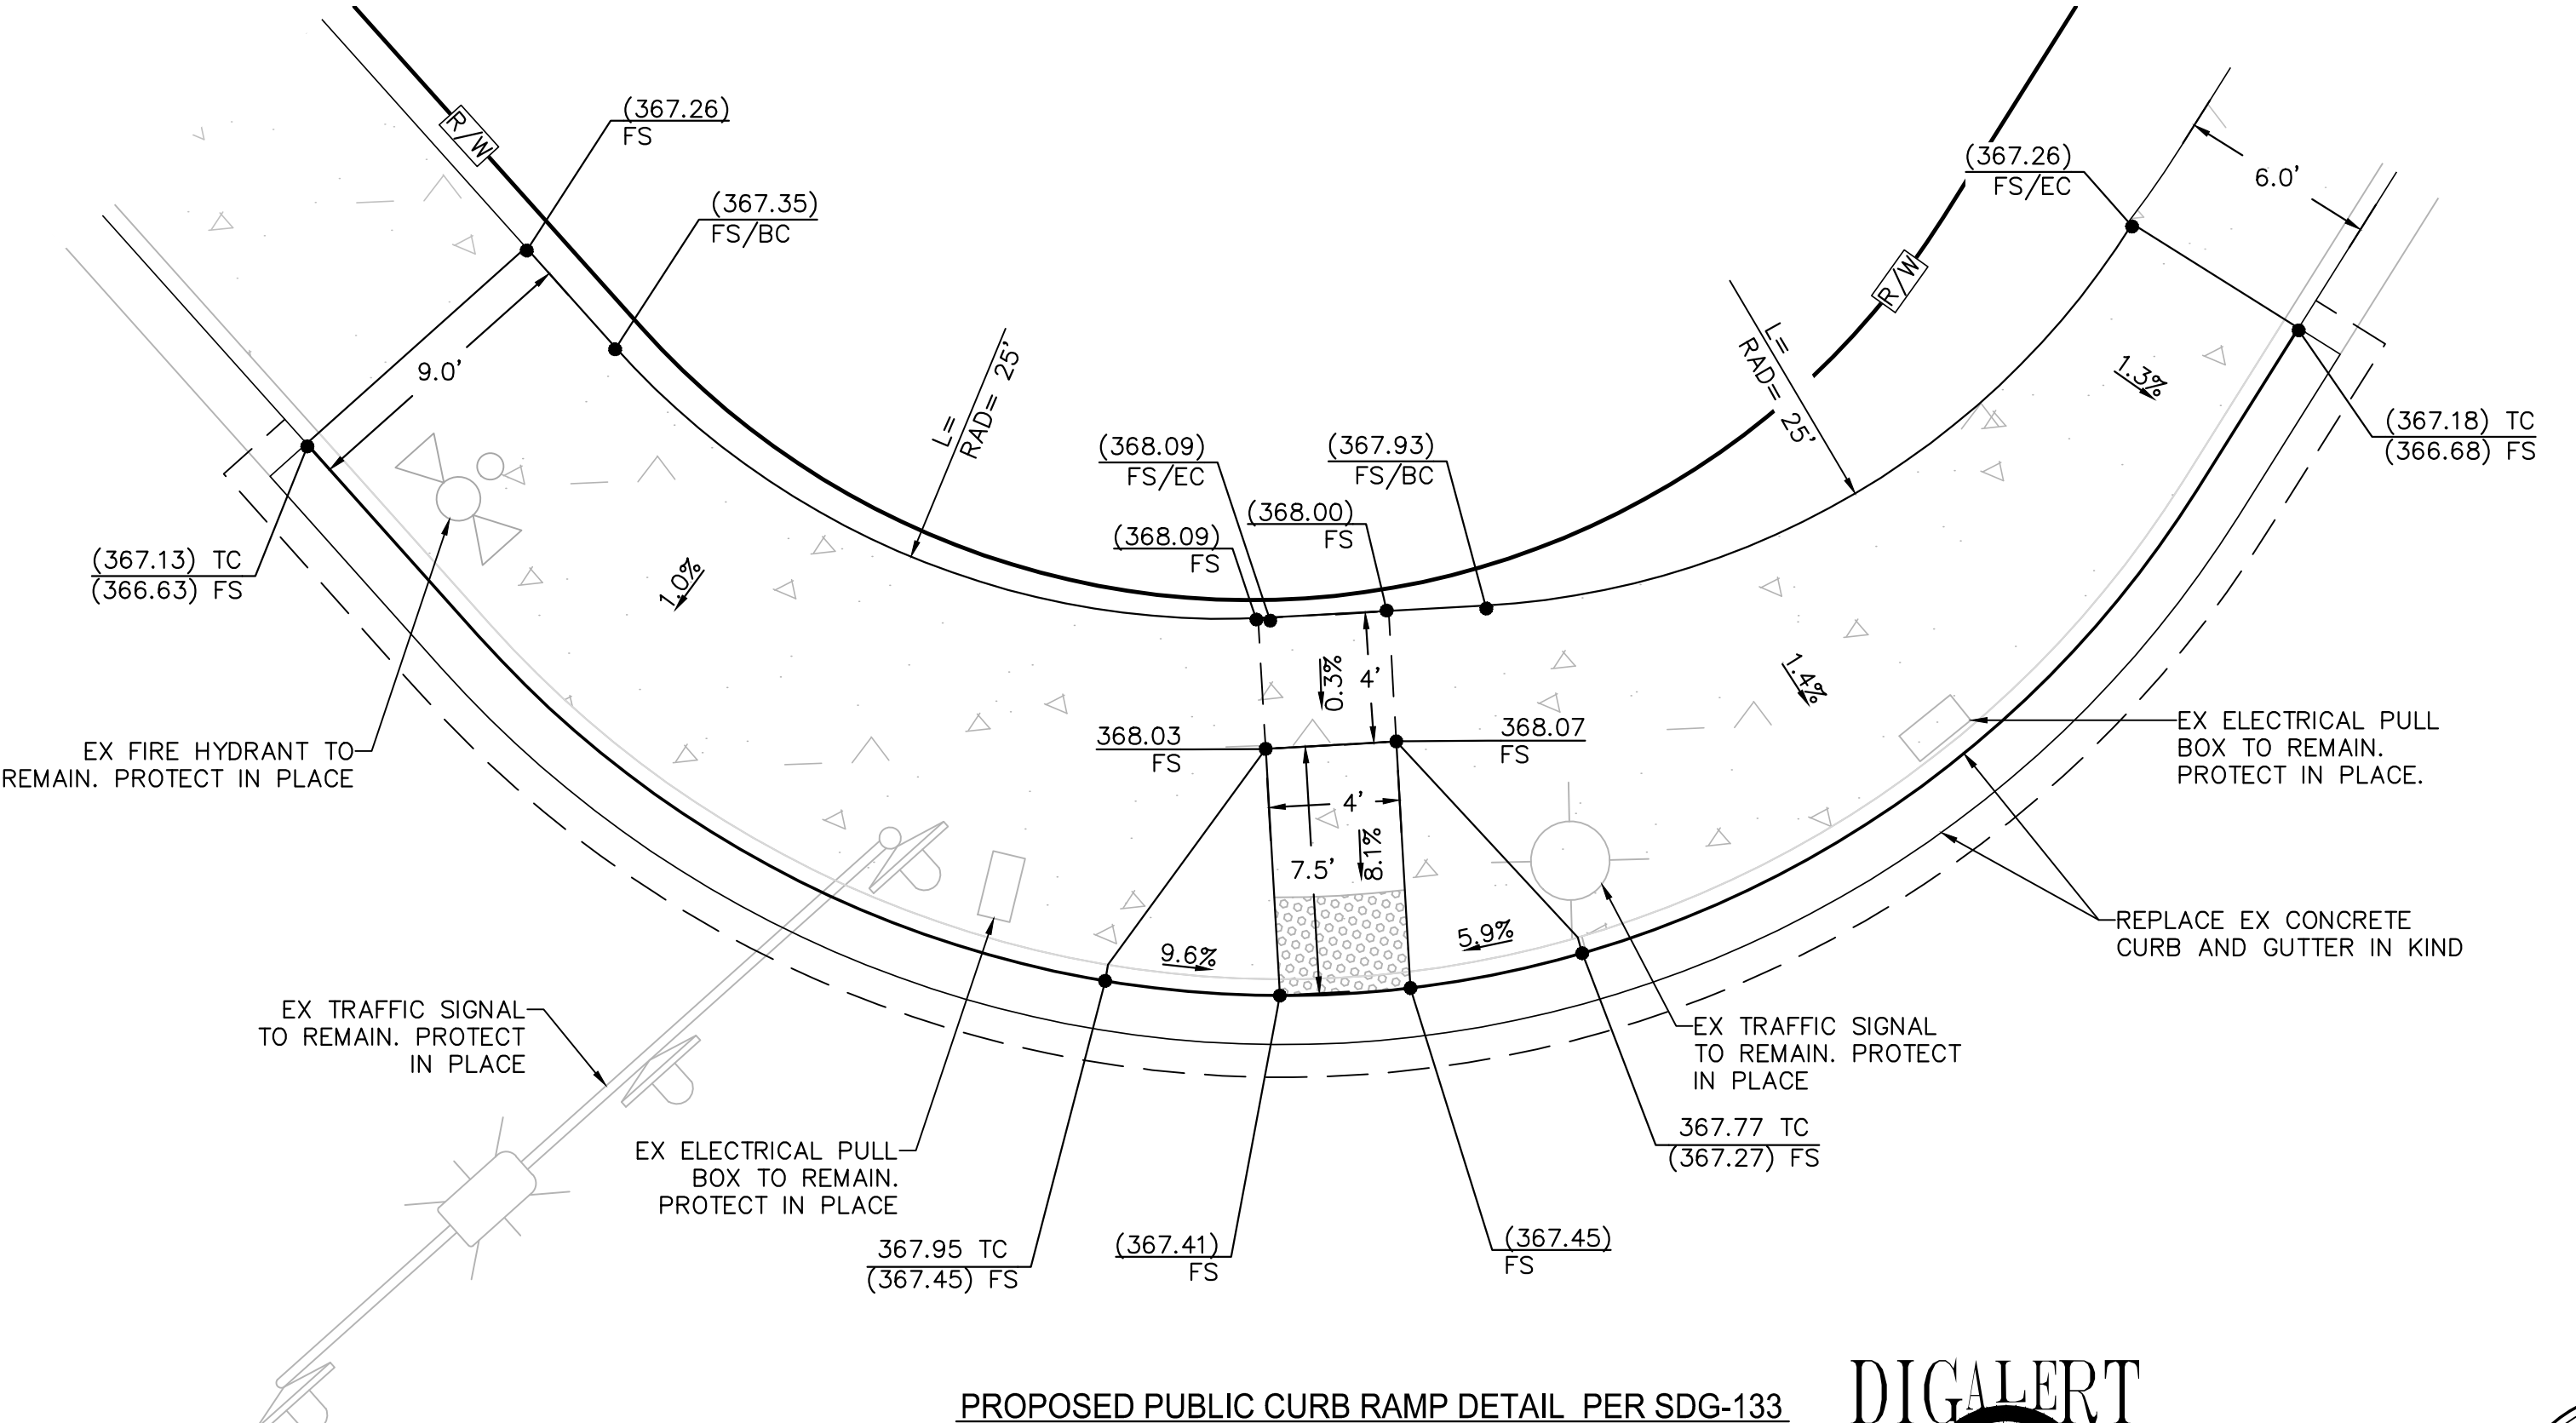 R/W
(367.26)
FS
(367.35)
FS/BC
(367.26)
FS/EC
6.0'
R/W
9.0'
L=
RAD= 25'
L=
RAD= 25'
1.3%
(367.18) TC
(366.68) FS
(368.09)
FS/EC
(367.93)
FS/BC
(368.09)
FS
(368.00)
FS
(367.13) TC
(366.63) FS
1.0%
0.3%
4'
1.4%
368.03
FS
368.07
FS
EX FIRE HYDRANT TO
REMAIN. PROTECT IN PLACE
EX ELECTRICAL PULL
BOX TO REMAIN.
PROTECT IN PLACE.
4'
7.5'
8.1%
9.6%
5.9%
REPLACE EX CONCRETE
CURB AND GUTTER IN KIND
EX TRAFFIC SIGNAL
TO REMAIN. PROTECT
IN PLACE
EX TRAFFIC SIGNAL
TO REMAIN. PROTECT
IN PLACE
EX ELECTRICAL PULL
BOX TO REMAIN.
PROTECT IN PLACE
367.77 TC
(367.27) FS
367.95 TC
(367.45) FS
(367.41)
FS
(367.45)
FS
PROPOSED PUBLIC CURB RAMP DETAIL PER SDG-133
DIGALERT